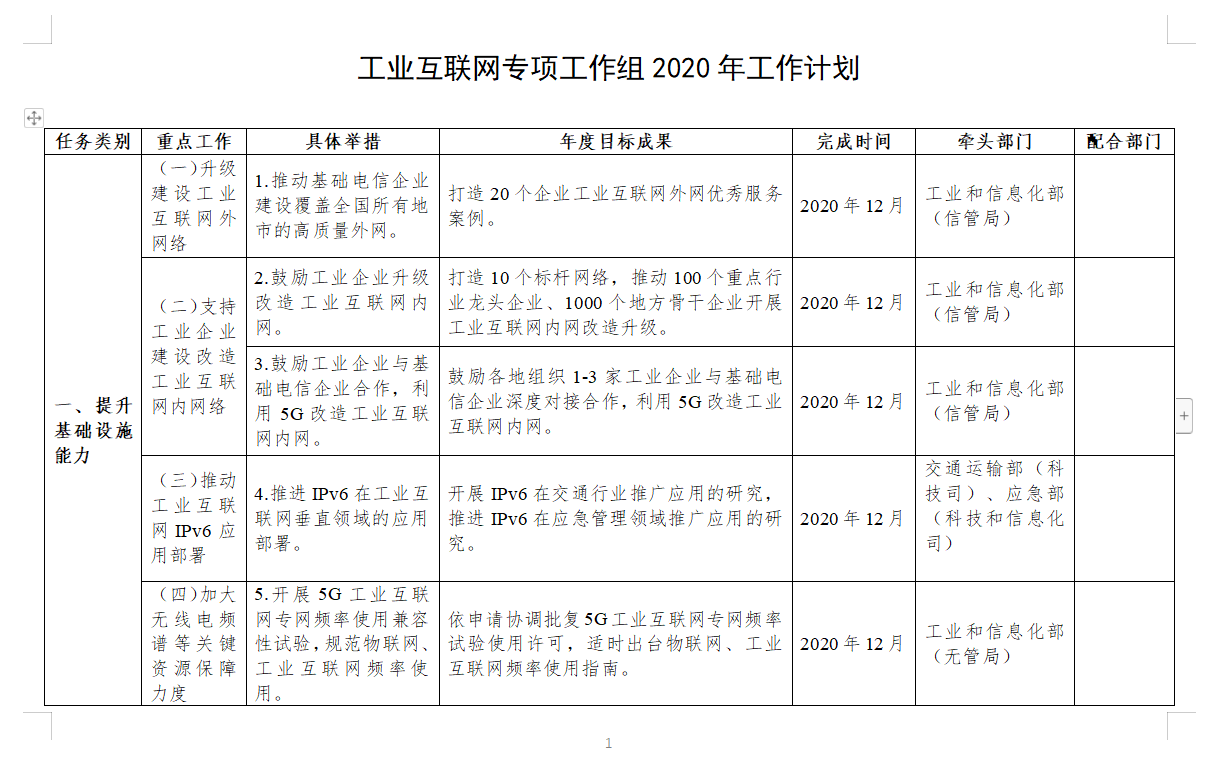 工业互联网专项工作组 2020 年工作计划
任务类别 重点工作 具体举措 年度目标成果 完成时间 牵头部门 配合部门
一、提升
基础设施
能力
（一）升级
建设工业
互联网外
网络
1.推动基础电信企业
建设覆盖全国所有地
市的高质量外网。
打造 20 个企业工业互联网外网优秀服务
案例。
2020 年 12 月
工业和信息化部
（信管局）
（二）支持
工业企业
建设改造
工业互联
网内网络
2.鼓励工业企业升级
改造工业互联网内
网。
打造 10 个标杆网络，推动 100 个重点行
业龙头企业、1000 个地方骨干企业开展
工业互联网内网改造升级。
2020 年 12 月
工业和信息化部
（信管局）
3.鼓励工业企业与基
础电信企业合作，利
用 5G 改造工业互联
网内网。
鼓励各地组织 1-3 家工业企业与基础电
信企业深度对接合作，利用 5G 改造工业
互联网内网。
2020 年 12 月
工业和信息化部
（信管局）
（三）推动
工业互联
网 IPv6 应
用部署
4.推进 IPv6 在工业互
联网垂直领域的应用
部署。
开展 IPv6 在交通行业推广应用的研究，
推进 IPv6 在应急管理领域推广应用的研
究。
2020 年 12 月
交通运输部（科
技司）、应急部
（科技和信息化
司）
（四）加大
无线电频
谱等关键
资源保障
力度
5.开展 5G 工业互联
网专网频率使用兼容
性试验，规范物联网、
工业互联网频率使
用。
依申请协调批复 5G 工业互联网专网频率
试验使用许可，适时出台物联网、工业
互联网频率使用指南。
2020 年 12 月
工业和信息化部
（无管局）
1